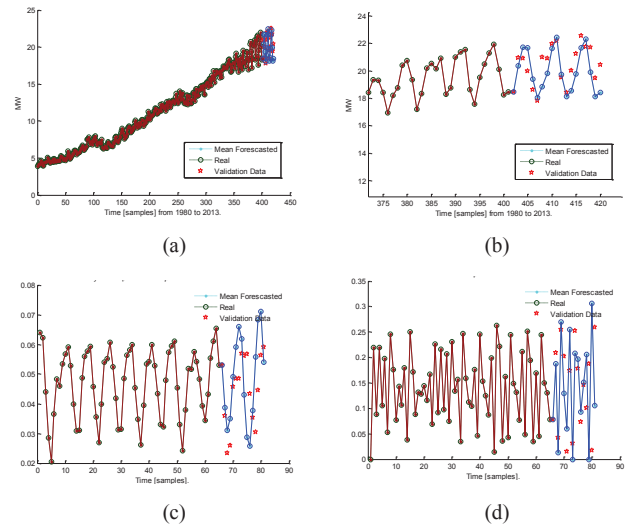 25
20
15
10
5
0
MW
Mean Forescasted
Real
Validation Data
0 50 100 150 200 250 300 350 400 450
Time [samples] from 1980 to 2013.
(a)
24
22
20
18
16
14
12
MW
Mean Forescasted
Real
Validation Data
375 380 385 390 395 400 405 410 415 420
Time [samples] from 1980 to 2013.
(b)
0.08
0.07
0.06
0.05
0.04
0.03
0.02
Mean Forescasted
Real
Validation Data
0 10 20 30 40 50 60 70 80 90
Time [samples].
(c)
0.35
0.3
0.25
0.2
0.15
0.1
0.05
0
Mean Forescasted
Real
Validation Data
0 10 20 30 40 50 60 70 80 90
Time [samples].
(d)